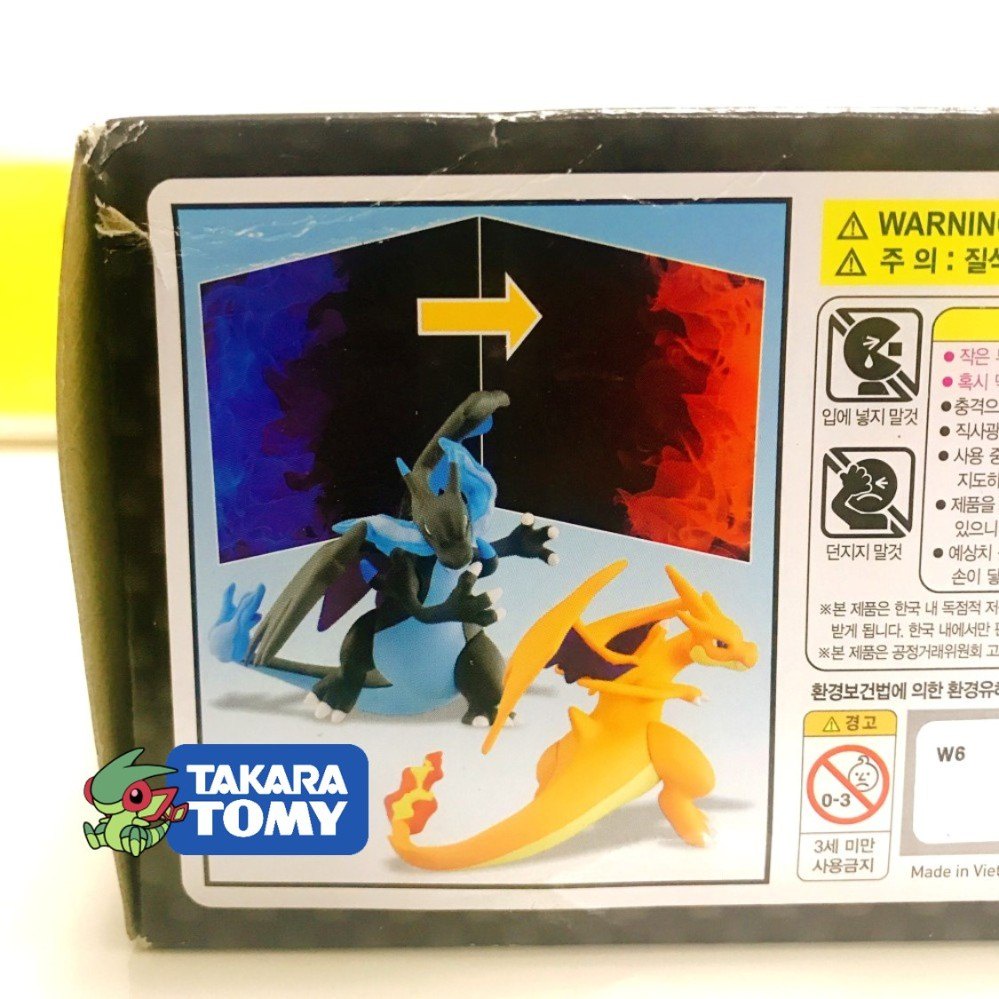 WARNING
주 의 : 질식
입에 넣지 말것
던지지 말것
● 작은
● 혹시
● 충격으
● 직사광
● 사용 중
지도하
● 제품을
있으니
● 예상치
손이 닿
※본 제품은 한국 내 독점적
받게 됩니다. 한국 내에서만
※본 제품은 공정거래위원회 고
환경보건법에 의한 환경유해
경고
0-3
3세 미만
사용금지
W6
Made in Viet
TAKARA
TOMY